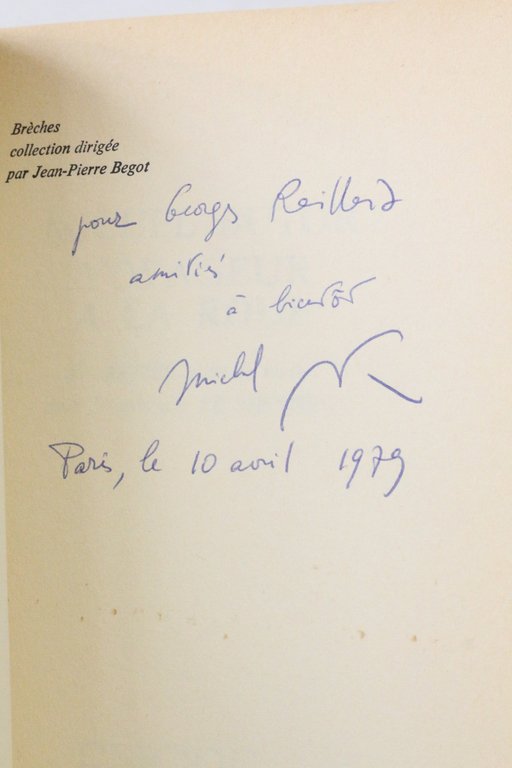 Brèches
collection dirigée
par Jean-Pierre Begot
pour Georges Raillard
amitiés
à bientôt
Michel
Paris, le 10 avril 1979